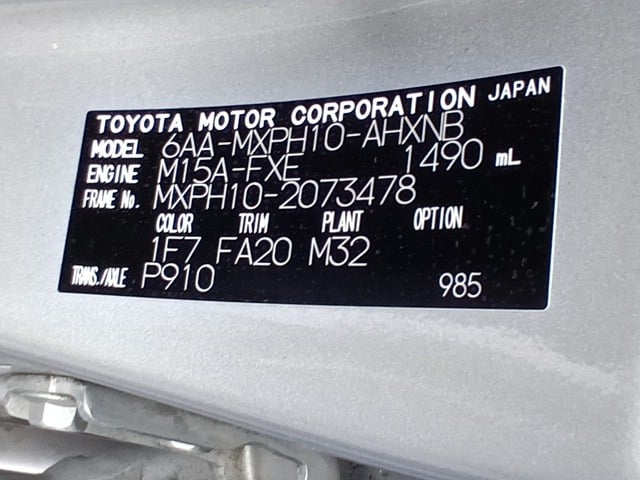 TOYOTA MOTOR CORPORATION JAPAN
MODEL 6AA-MXPH10-AHXNB
ENGINE M15A-FXE 1490 mL
FRAME No. MXPH10-2073478
COLOR TRIM PLANT OPTION
1F7 FA20 M32
TRANS./AXLE P910 985